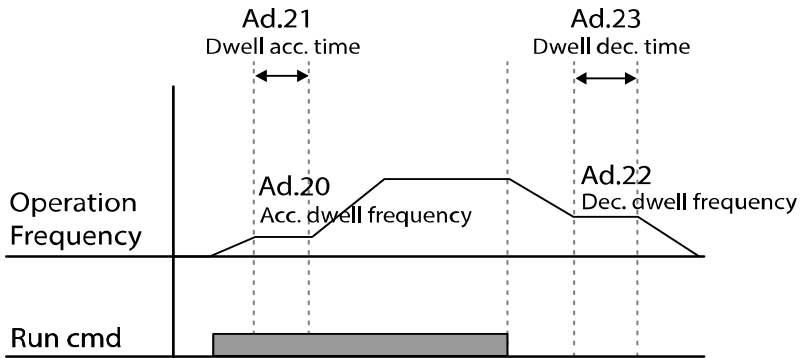 Ad.21
Dwell acc. time
Ad.23
Dwell dec. time
Ad.20
Acc. dwell frequency
Ad.22
Dec. dwell frequency
Operation
Frequency
Run cmd